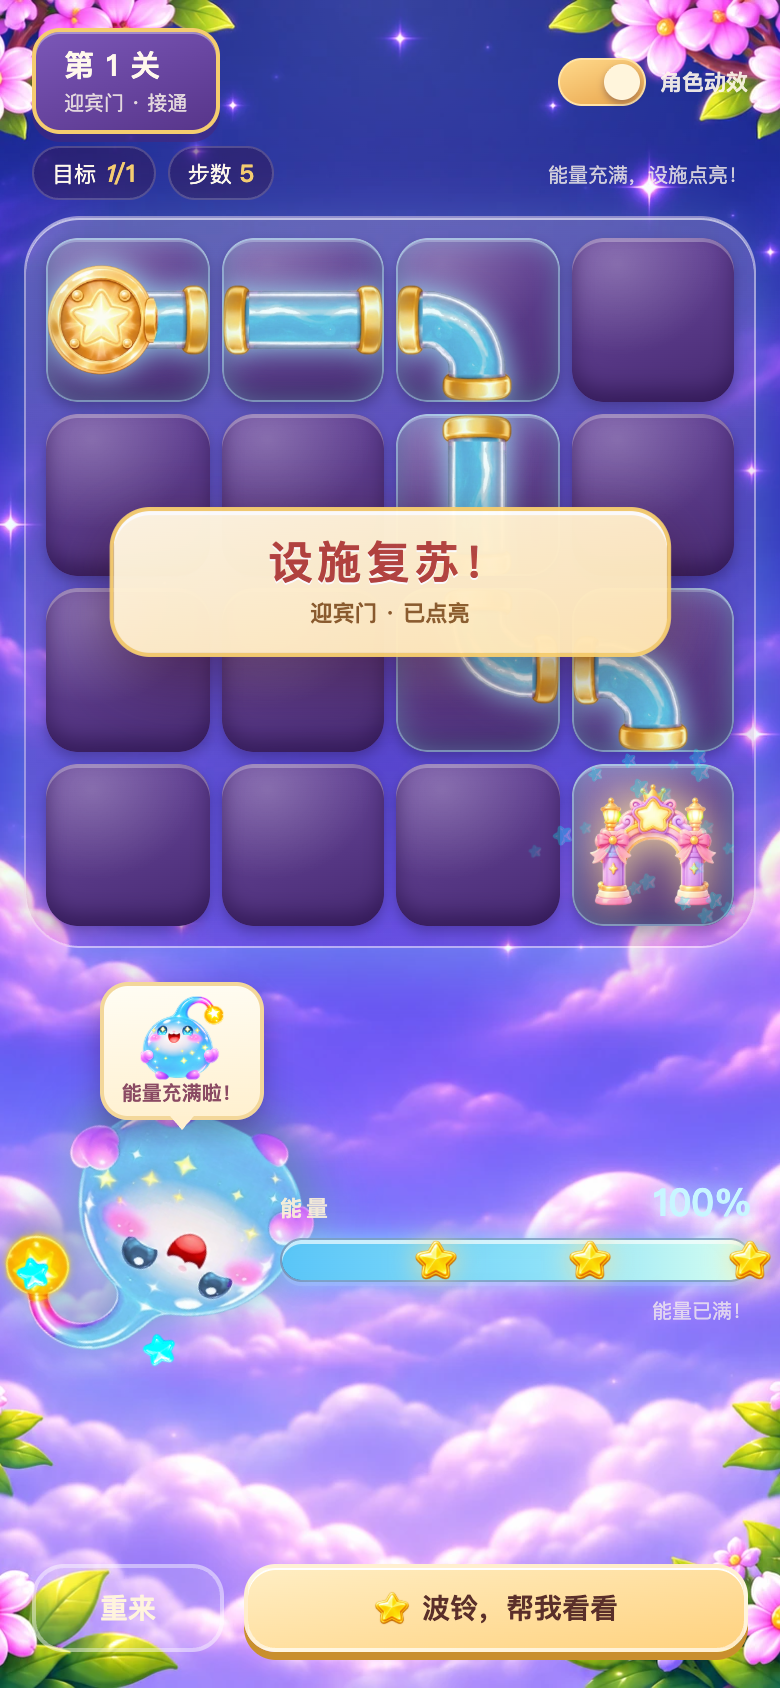 第 1 关
迎宾门 · 接通
角色动效
目标 1/1
步数 5
能量充满，设施点亮！
设施复苏！
迎宾门 · 已点亮
能量充满啦！
能量
100%
能量已满！
重来
波铃，帮我看看